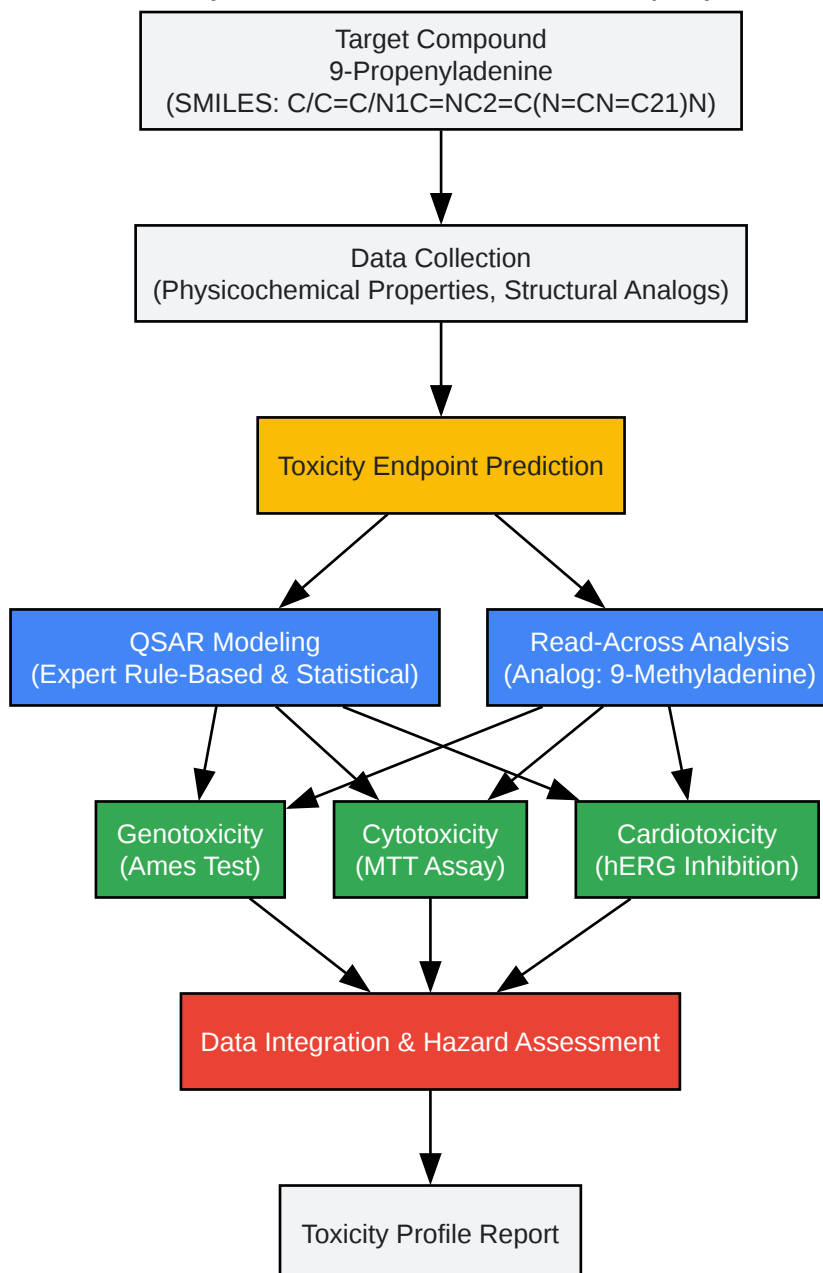 Target Compound
9-Propenyladenine
(SMILES: C/C=C/N1C=NC2=C(N=CN=C21)N)
Data Collection
(Physicochemical Properties, Structural Analogs)
Toxicity Endpoint Prediction
QSAR Modeling
(Expert Rule-Based & Statistical)
Read-Across Analysis
(Analog: 9-Methyladenine)
Genotoxicity
(Ames Test)
Cytotoxicity
(MTT Assay)
Cardiotoxicity
(hERG Inhibition)
Data Integration & Hazard Assessment
Toxicity Profile Report